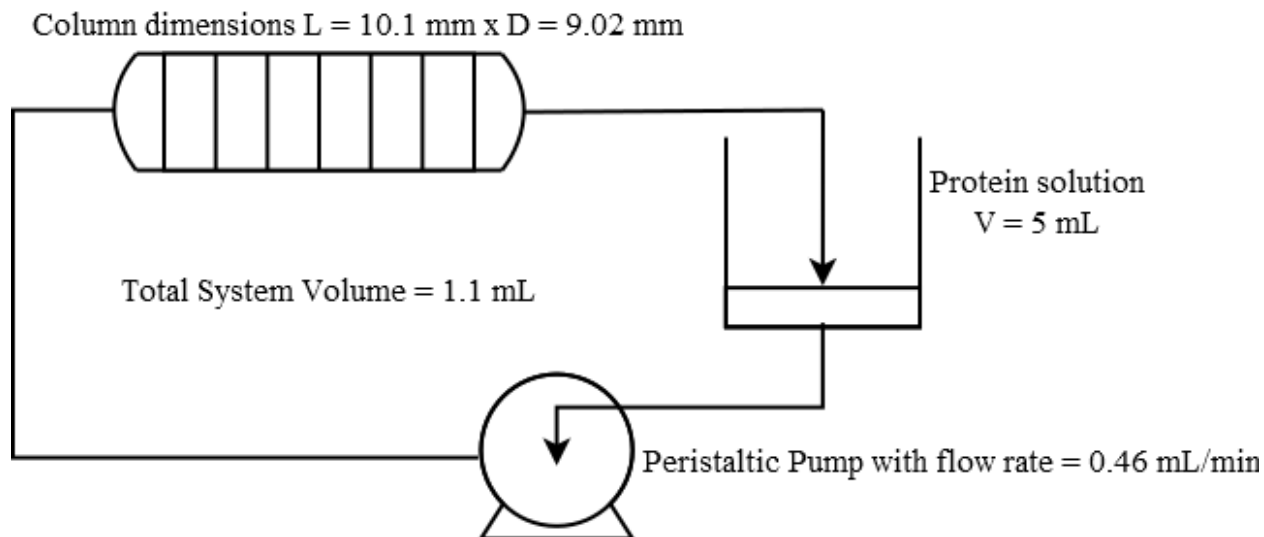 Column dimensions L = 10.1 mm x D = 9.02 mm
Protein solution
V = 5 mL
Total System Volume = 1.1 mL
Peristaltic Pump with flow rate = 0.46 mL/min